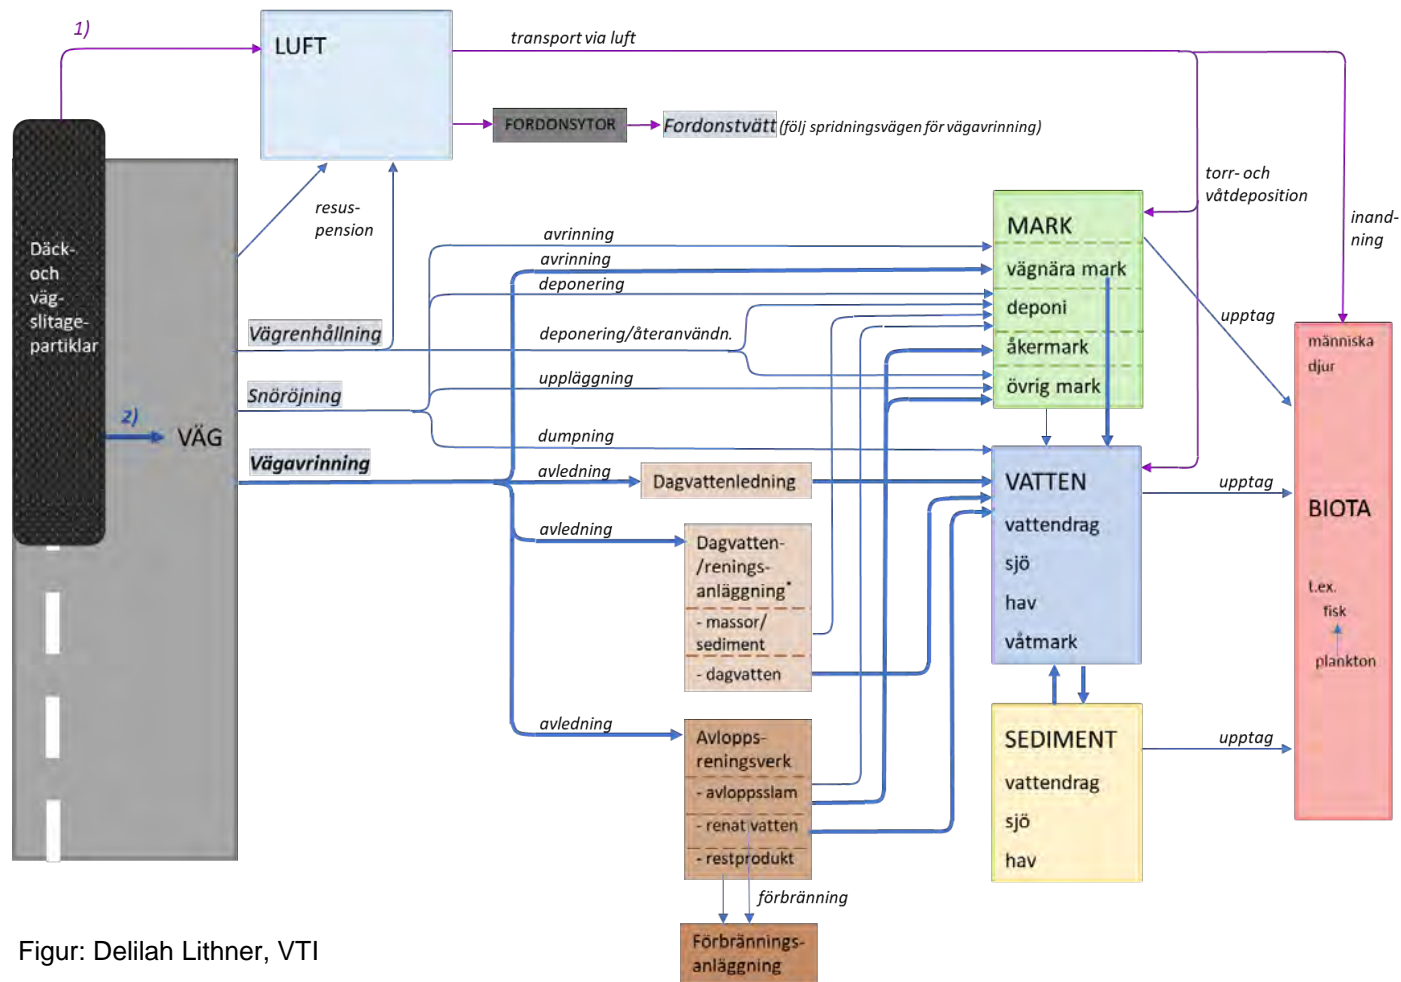 1)
LUFT
transport via luft
FORDONSYTOR
Fordonstvätt (följ spridningsvägen för vägavrinning)
torr- och
våtdeposition
inand-
ning
resus-
pension
Däck-
och
väg-
slitage-
partiklar
2)
VÄG
Vägrenhållning
Snöröjning
Vägavrinning
avrinning
avrinning
deponering
deponering/återanvändn.
uppläggning
dumpning
avledning
avledning
avledning
MARK
vägnära mark
deponi
åkermark
övrig mark
upptag
Dagvattenledning
Dagvatten-
/renings-
anläggning*
- massor/
sediment
- dagvatten
VATTEN
vattendrag
sjö
hav
våtmark
upptag
människa
djur
BIOTA
t.ex.
fisk
plankton
Avlopps-
reningsverk
- avloppsslam
- renat vatten
- restprodukt
förbränning
Förbrännings-
anläggning
SEDIMENT
vattendrag
sjö
hav
upptag
Figur: Delilah Lithner, VTI